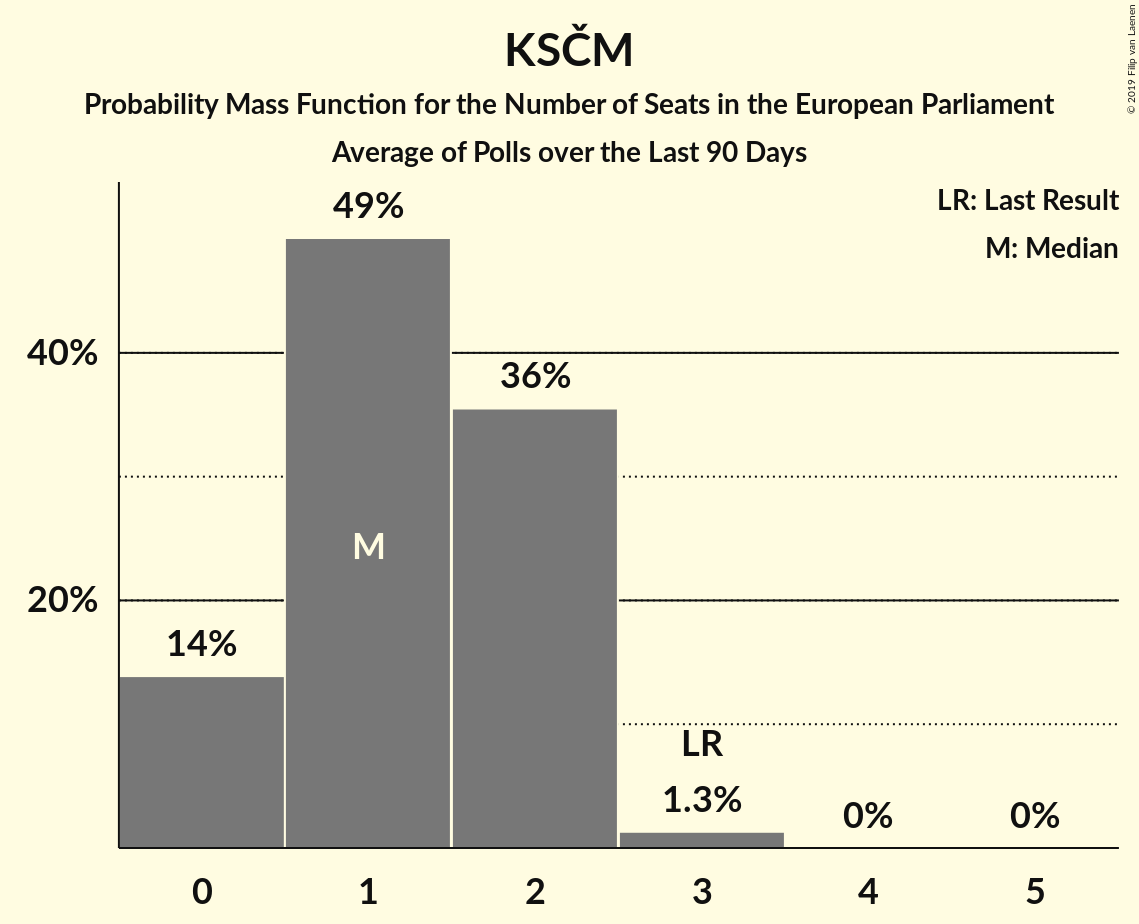 KSČM
Probability Mass Function for the Number of Seats in the European Parliament
Average of Polls over the Last 90 Days
© 2019 Filip van Laenen
LR: Last Result
M: Median
49%
40%
36%
M
20%
14%
LR
1.3%
0%
0%
0 1 2 3 4 5